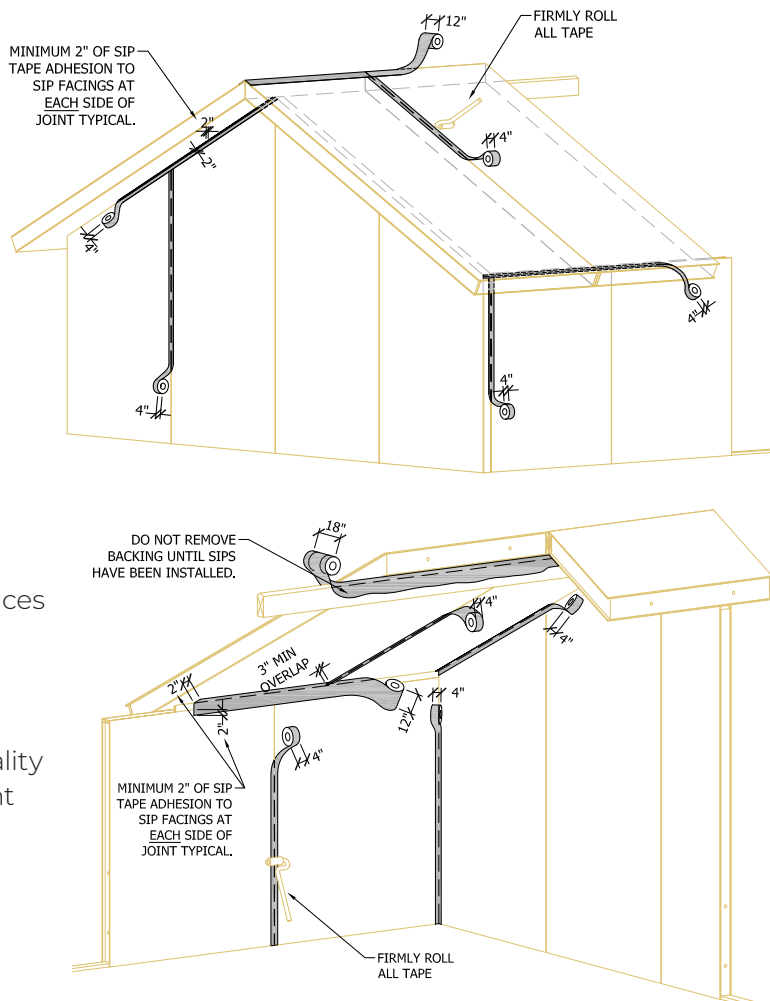 12"
FIRMLY ROLL
ALL TAPE
MINIMUM 2" OF SIP
TAPE ADHESION TO
SIP FACINGS AT
EACH SIDE OF
JOINT TYPICAL.
2"
2"
4"
4"
4"
4"
4"
18"
DO NOT REMOVE
BACKING UNTIL SIPS
HAVE BEEN INSTALLED.
ces
4"
4"
3" MIN
OVERLAP
2"
12"
4"
2"
4"
ality
nt
MINIMUM 2" OF SIP
TAPE ADHESION TO
SIP FACINGS AT
EACH SIDE OF
JOINT TYPICAL.
FIRMLY ROLL
ALL TAPE